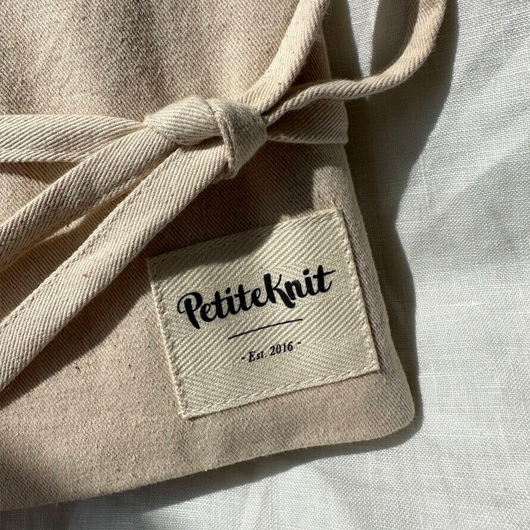 PetiteKnit
- Est. 2016 -